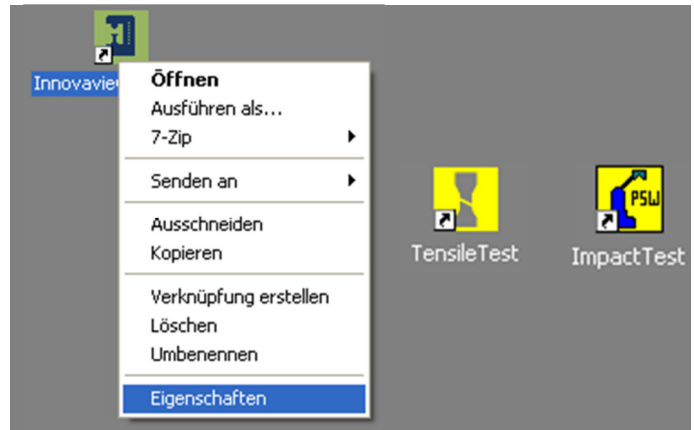 Innovavie
Öffnen
Ausführen als...
7-Zip
Senden an
Ausschneiden
Kopieren
Verknüpfung erstellen
Löschen
Umbenennen
Eigenschaften
PSW
TensileTest
ImpactTest